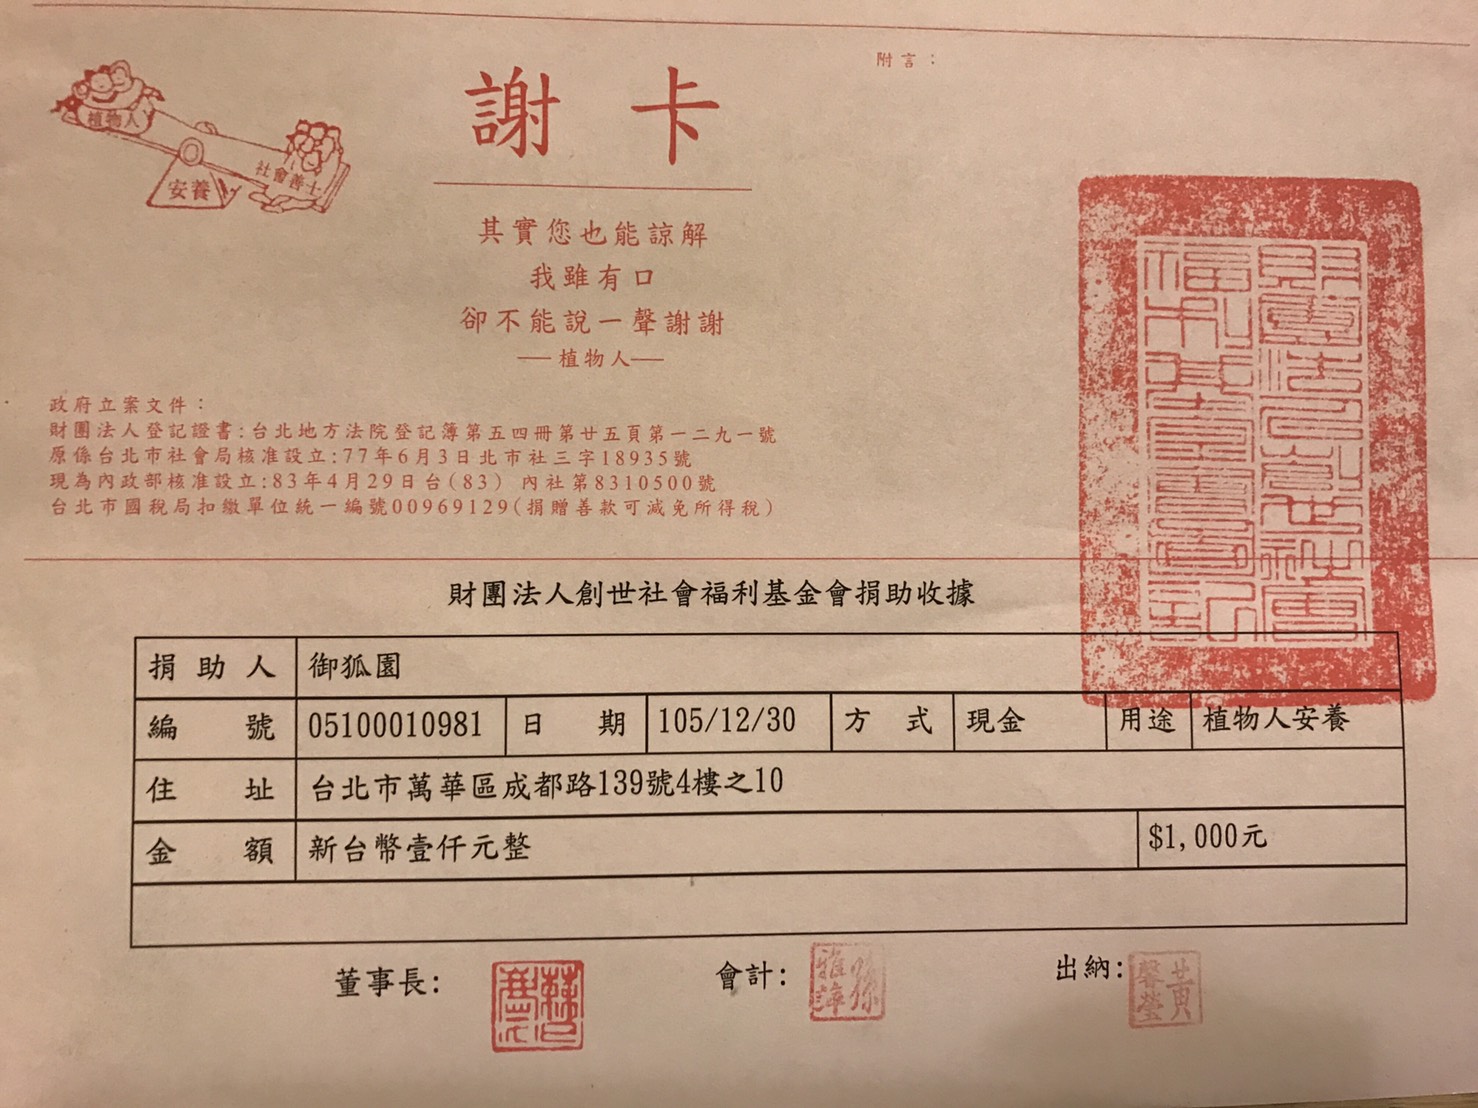 附言：
謝卡
植物人
社會善士
安養
其實您也能諒解
我雖有口
卻不能說一聲謝謝
——植物人——
政府立案文件：
財團法人登記證書:台北地方法院登記簿第五四冊第廿五頁第一二九一號
原係台北市社會局核准設立:77年6月3日北市社三字18935號
現為內政部核准設立:83年4月29日台(83) 內社第8310500號
台北市國稅局扣繳單位統一編號00969129(捐贈善款可減免所得稅)
財團法人創世社會福利基金會捐助收據
捐助人 御狐園
編號 05100010981 日期 105/12/30 方式 現金 用途 植物人安養
住址 台北市萬華區成都路139號4樓之10
金額 新台幣壹仟元整 $1,000元
董事長: 會計: 出納:
黃馨瑩